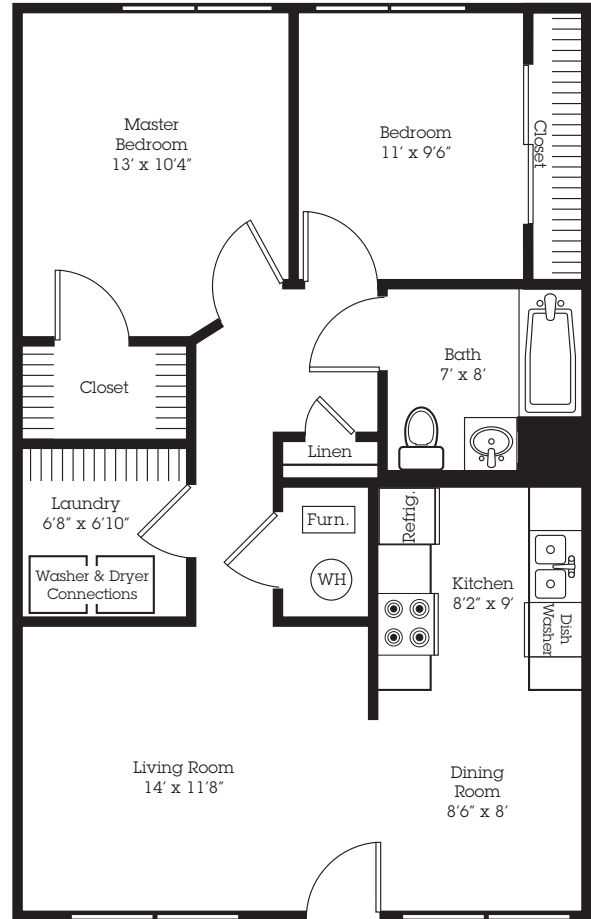 Master
Bedroom
13’ x 10’4”
Bedroom
11’ x 9’6”
Closet
Closet
Bath
7’ x 8’
Linen
Laundry
6’8” x 6’10”
Washer & Dryer
Connections
Furn.
WH
Refrig.
Kitchen
8’2” x 9’
Dish
Washer
Living Room
14’ x 11’8”
Dining
Room
8’6” x 8’